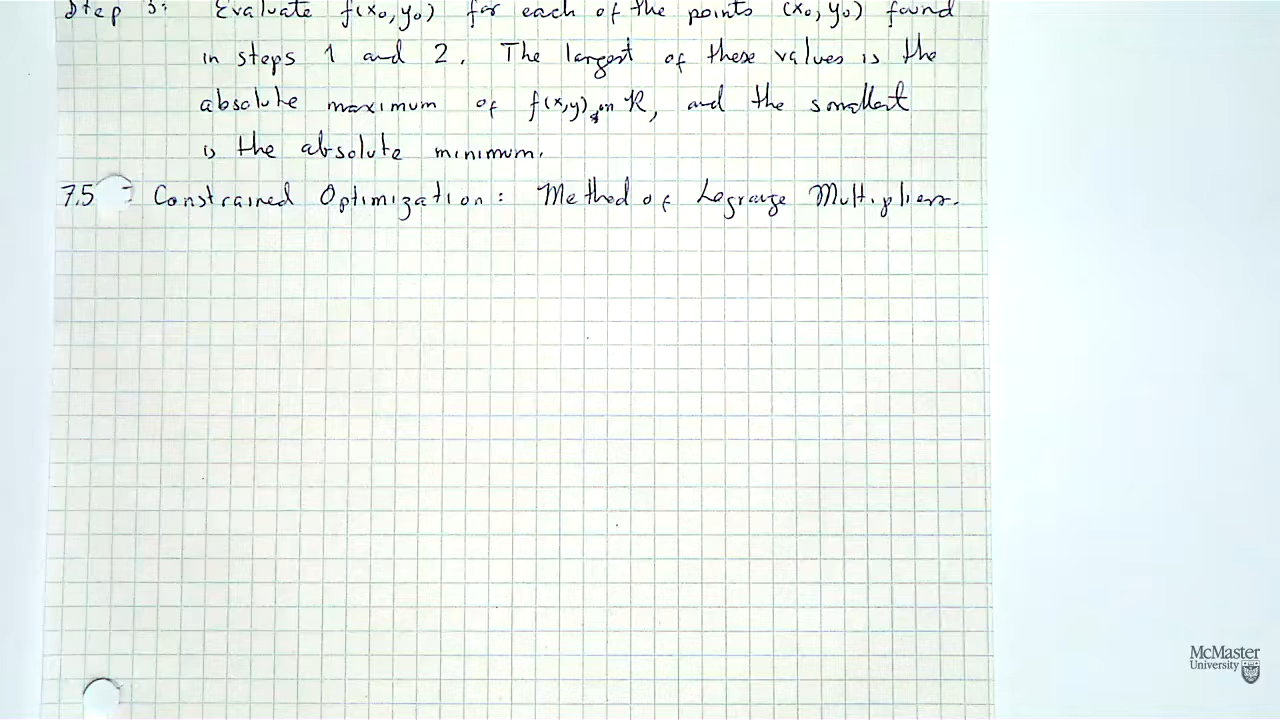 Step 3: Evaluate f(x₀, y₀) for each of the points (x₀, y₀) found
in steps 1 and 2. The largest of these values is the
absolute maximum of f(x,y) on R, and the smallest
is the absolute minimum.
7.5 - Constrained Optimization: Method of Lagrange Multipliers.
McMaster
University